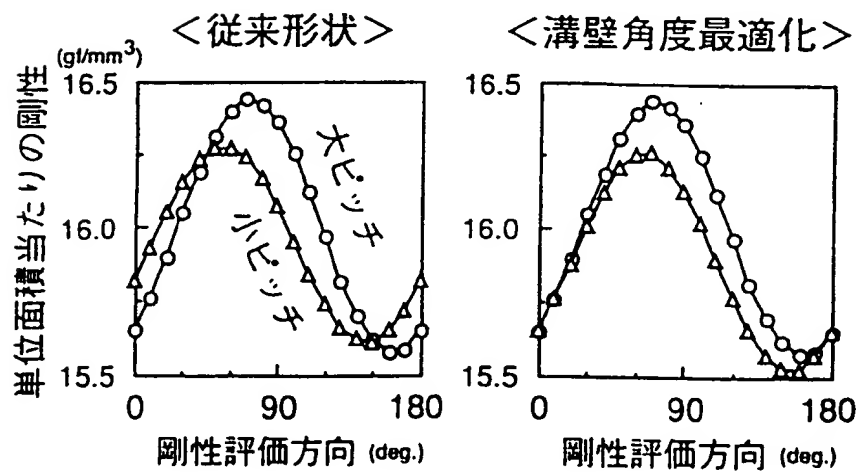 <従来形状>
<溝壁角度最適化>
単位面積当たりの剛性
(gf/mm³)
16.5
16.0
15.5
大ピッチ
小ピッチ
0
90
180
剛性評価方向 (deg.)
16.5
16.0
15.5
0
90
180
剛性評価方向 (deg.)